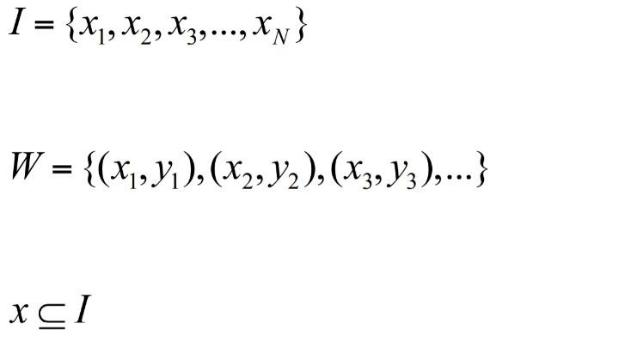 I = {x₁, x₂, x₃,..., x_N}
W = {(x₁, y₁),(x₂, y₂),(x₃, y₃),...}
x ⊆ I